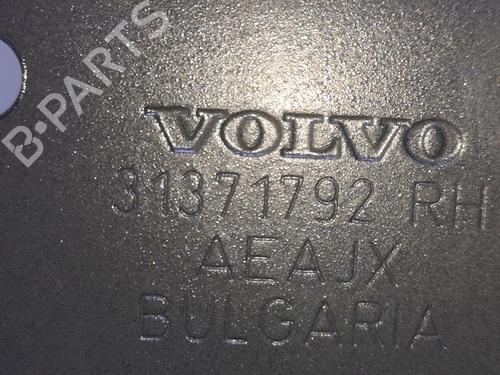 B-PARTS
VOLVO
31371792 RH
AEAJX
BULGARIA